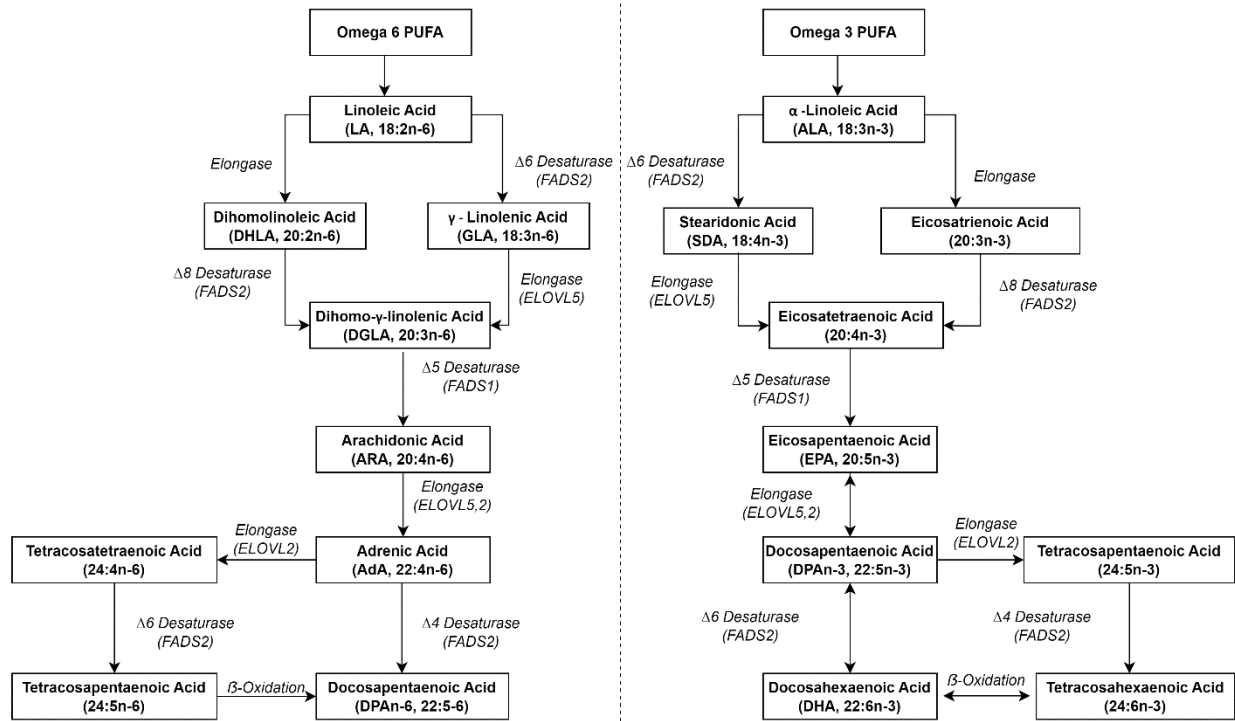 Omega 6 PUFA
Linoleic Acid
(LA, 18:2n-6)
Elongase
Δ6 Desaturase
(FADS2)
Dihomolinoleic Acid
(DHLA, 20:2n-6)
γ - Linolenic Acid
(GLA, 18:3n-6)
Δ8 Desaturase
(FADS2)
Elongase
(ELOVL5)
Dihomo-γ-linolenic Acid
(DGLA, 20:3n-6)
Δ5 Desaturase
(FADS1)
Arachidonic Acid
(ARA, 20:4n-6)
Elongase
(ELOVL5,2)
Elongase
(ELOVL2)
Tetracosatetraenoic Acid
(24:4n-6)
Adrenic Acid
(AdA, 22:4n-6)
Δ6 Desaturase
(FADS2)
Δ4 Desaturase
(FADS2)
Tetracosapentaenoic Acid
(24:5n-6)
ß-Oxidation
Docosapentaenoic Acid
(DPAn-6, 22:5-6)
Omega 3 PUFA
α -Linoleic Acid
(ALA, 18:3n-3)
Δ6 Desaturase
(FADS2)
Elongase
Stearidonic Acid
(SDA, 18:4n-3)
Eicosatrienoic Acid
(20:3n-3)
Elongase
(ELOVL5)
Δ8 Desaturase
(FADS2)
Eicosatetraenoic Acid
(20:4n-3)
Δ5 Desaturase
(FADS1)
Eicosapentaenoic Acid
(EPA, 20:5n-3)
Elongase
(ELOVL5,2)
Elongase
(ELOVL2)
Docosapentaenoic Acid
(DPAn-3, 22:5n-3)
Tetracosapentaenoic Acid
(24:5n-3)
Δ6 Desaturase
(FADS2)
Δ4 Desaturase
(FADS2)
Docosahexaenoic Acid
(DHA, 22:6n-3)
ß-Oxidation
Tetracosahexaenoic Acid
(24:6n-3)